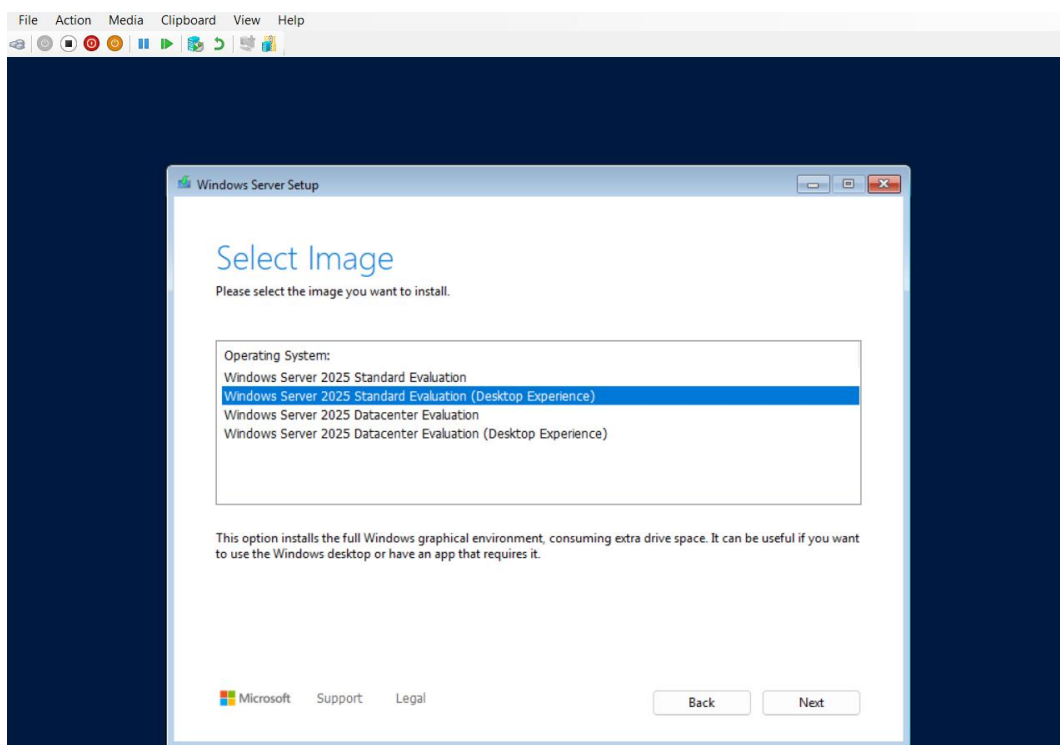 File Action Media Clipboard View Help
Windows Server Setup
Select Image
Please select the image you want to install.
Operating System:
Windows Server 2025 Standard Evaluation
Windows Server 2025 Standard Evaluation (Desktop Experience)
Windows Server 2025 Datacenter Evaluation
Windows Server 2025 Datacenter Evaluation (Desktop Experience)
This option installs the full Windows graphical environment, consuming extra drive space. It can be useful if you want
to use the Windows desktop or have an app that requires it.
Microsoft Support Legal Back Next